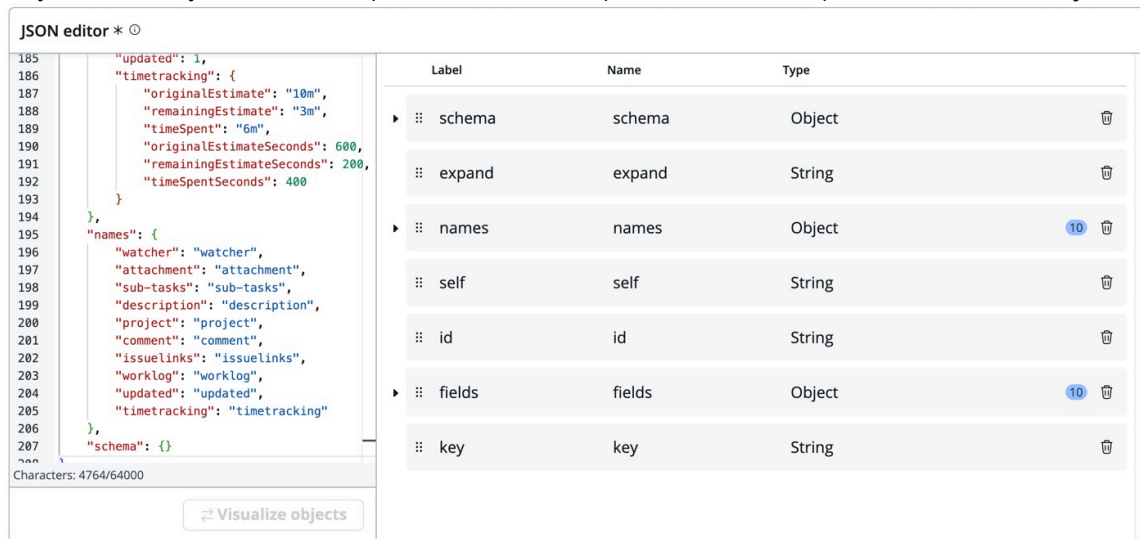 JSON editor *
185 "updated": 1,
186 "timetracking": {
187 "originalEstimate": "10m",
188 "remainingEstimate": "3m",
189 "timeSpent": "6m",
190 "originalEstimateSeconds": 600,
191 "remainingEstimateSeconds": 200,
192 "timeSpentSeconds": 400
193 }
194 },
195 "names": {
196 "watcher": "watcher",
197 "attachment": "attachment",
198 "sub-tasks": "sub-tasks",
199 "description": "description",
200 "project": "project",
201 "comment": "comment",
202 "issuelinks": "issuelinks",
203 "worklog": "worklog",
204 "updated": "updated",
205 "timetracking": "timetracking"
206 },
207 "schema": {}
Characters: 4764/64000
Visualize objects
Label Name Type
schema schema Object
expand expand String
names names Object 10
self self String
id id String
fields fields Object 10
key key String